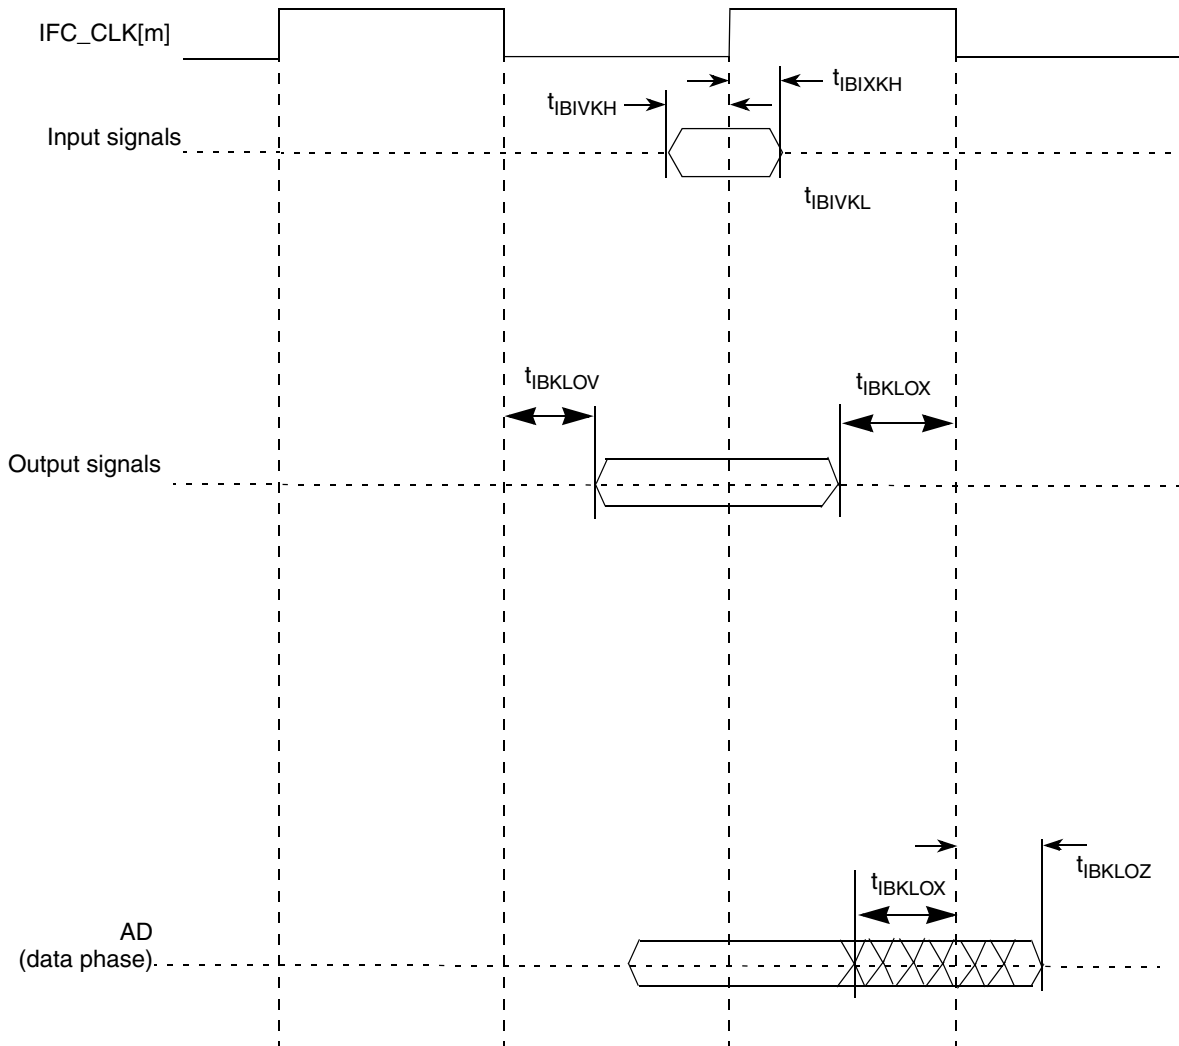 IFC_CLK[m]
tIBIXKH
tIBIVKH
Input signals
tIBIVKL
tIBKLOV
tIBKLOX
Output signals
tIBKLOZ
tIBKLOX
AD
(data phase)